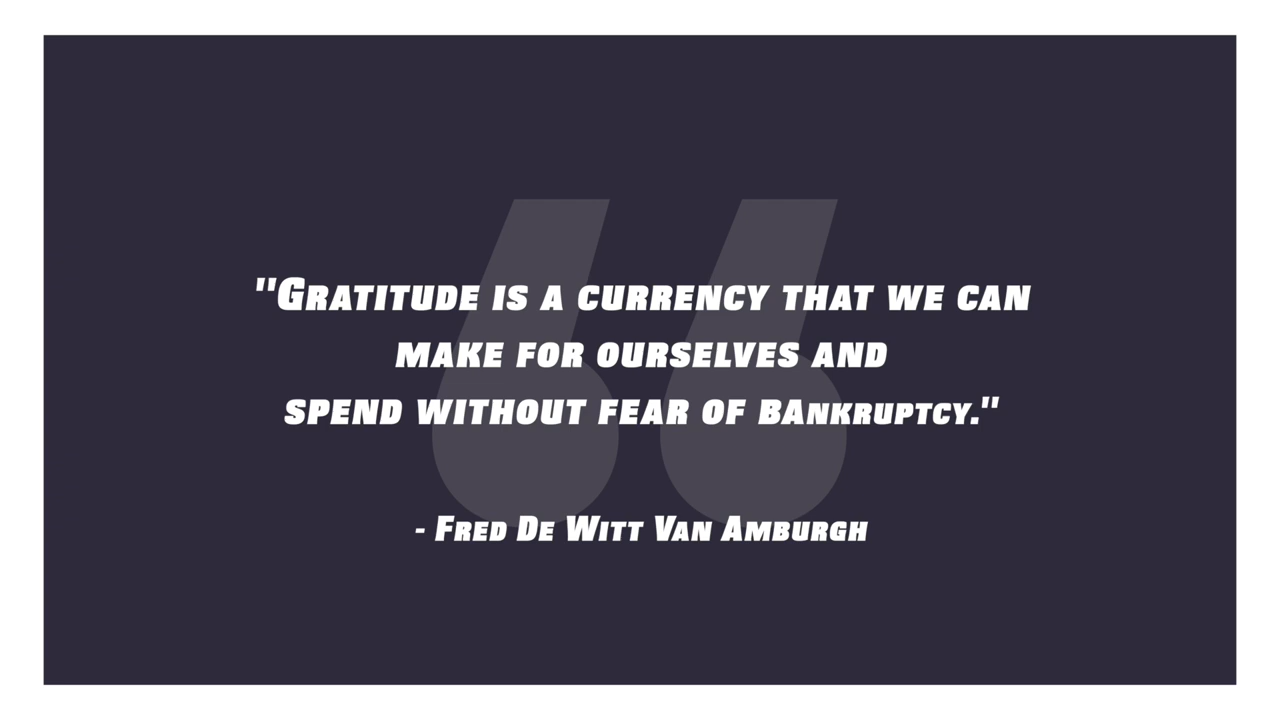 "Gratitude is a currency that we can
make for ourselves and
spend without fear of bankruptcy."
- Fred De Witt Van Amburgh